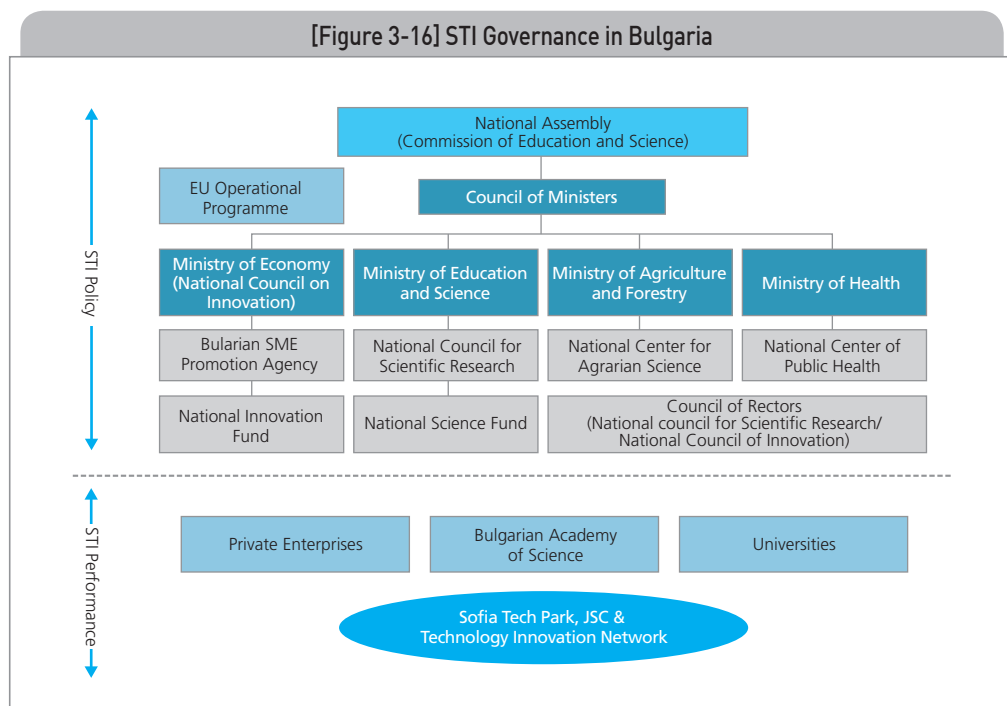 [Figure 3-16] STI Governance in Bulgaria
National Assembly
(Commission of Education and Science)
EU Operational
Programme
Council of Ministers
STI Policy
Ministry of Economy
(National Council on
Innovation)
Ministry of Education
and Science
Ministry of Agriculture
and Forestry
Ministry of Health
Bularian SME
Promotion Agency
National Council for
Scientific Research
National Center for
Agrarian Science
National Center of
Public Health
National Innovation
Fund
National Science Fund
Council of Rectors
(National council for Scientific Research/
National Council of Innovation)
STI Performance
Private Enterprises
Bulgarian Academy
of Science
Universities
Sofia Tech Park, JSC &
Technology Innovation Network